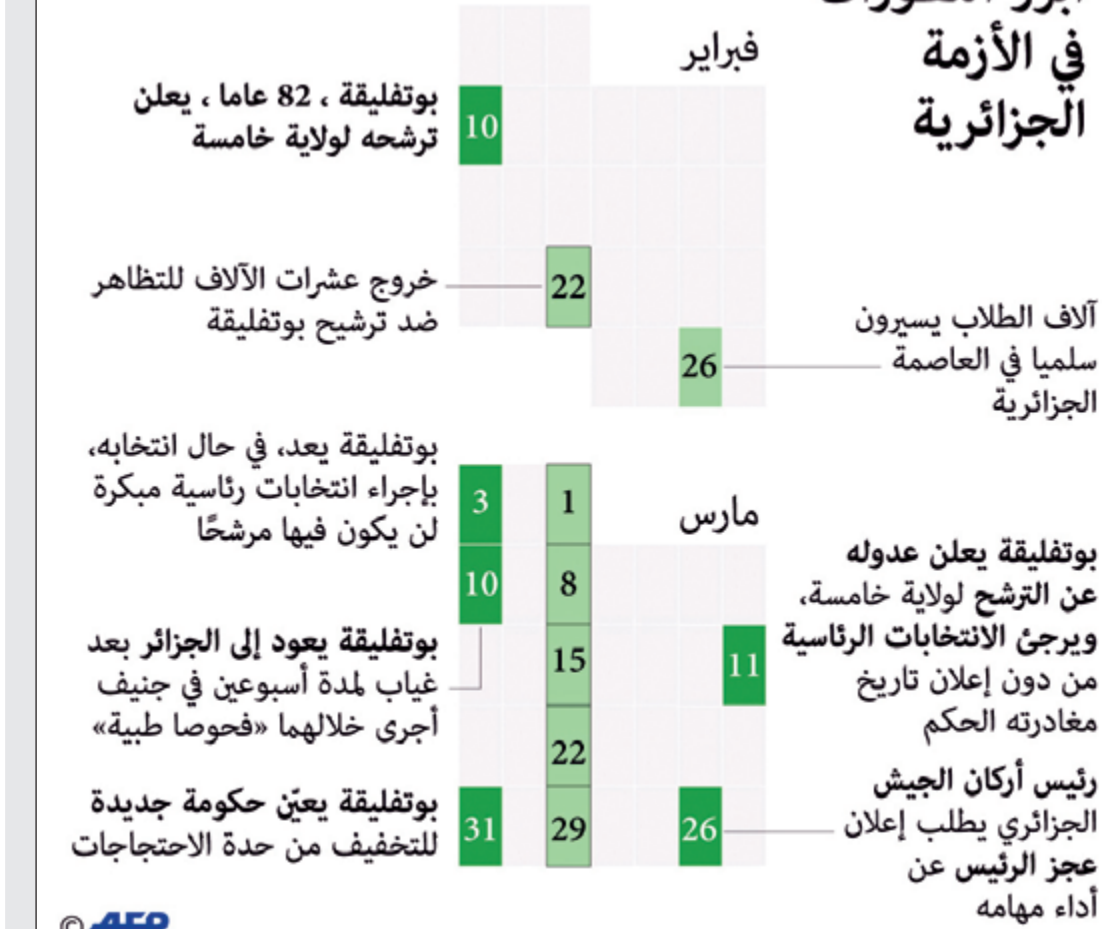 في الأزمة
الجزائرية
فبراير
10
بوتفليقة ، 82 عاما ، يعلن
ترشحه لولاية خامسة
22
خروج عشرات الآلاف للتظاهر
ضد ترشيح بوتفليقة
26
آلاف الطلاب يسيرون
سلميا في العاصمة
الجزائرية
مارس
1
3
بوتفليقة يعد، في حال انتخابه،
بإجراء انتخابات رئاسية مبكرة
لن يكون فيها مرشحًا
8
10
بوتفليقة يعود إلى الجزائر بعد
غياب لمدة أسبوعين في جنيف
أجرى خلالهما «فحوصا طبية»
11
بوتفليقة يعلن عدوله
عن الترشح لولاية خامسة،
ويرجئ الانتخابات الرئاسية
من دون إعلان تاريخ
مغادرته الحكم
15
22
26
رئيس أركان الجيش
الجزائري يطلب إعلان
عجز الرئيس عن
أداء مهامه
29
31
بوتفليقة يعيّن حكومة جديدة
للتخفيف من حدة الاحتجاجات
© AFP